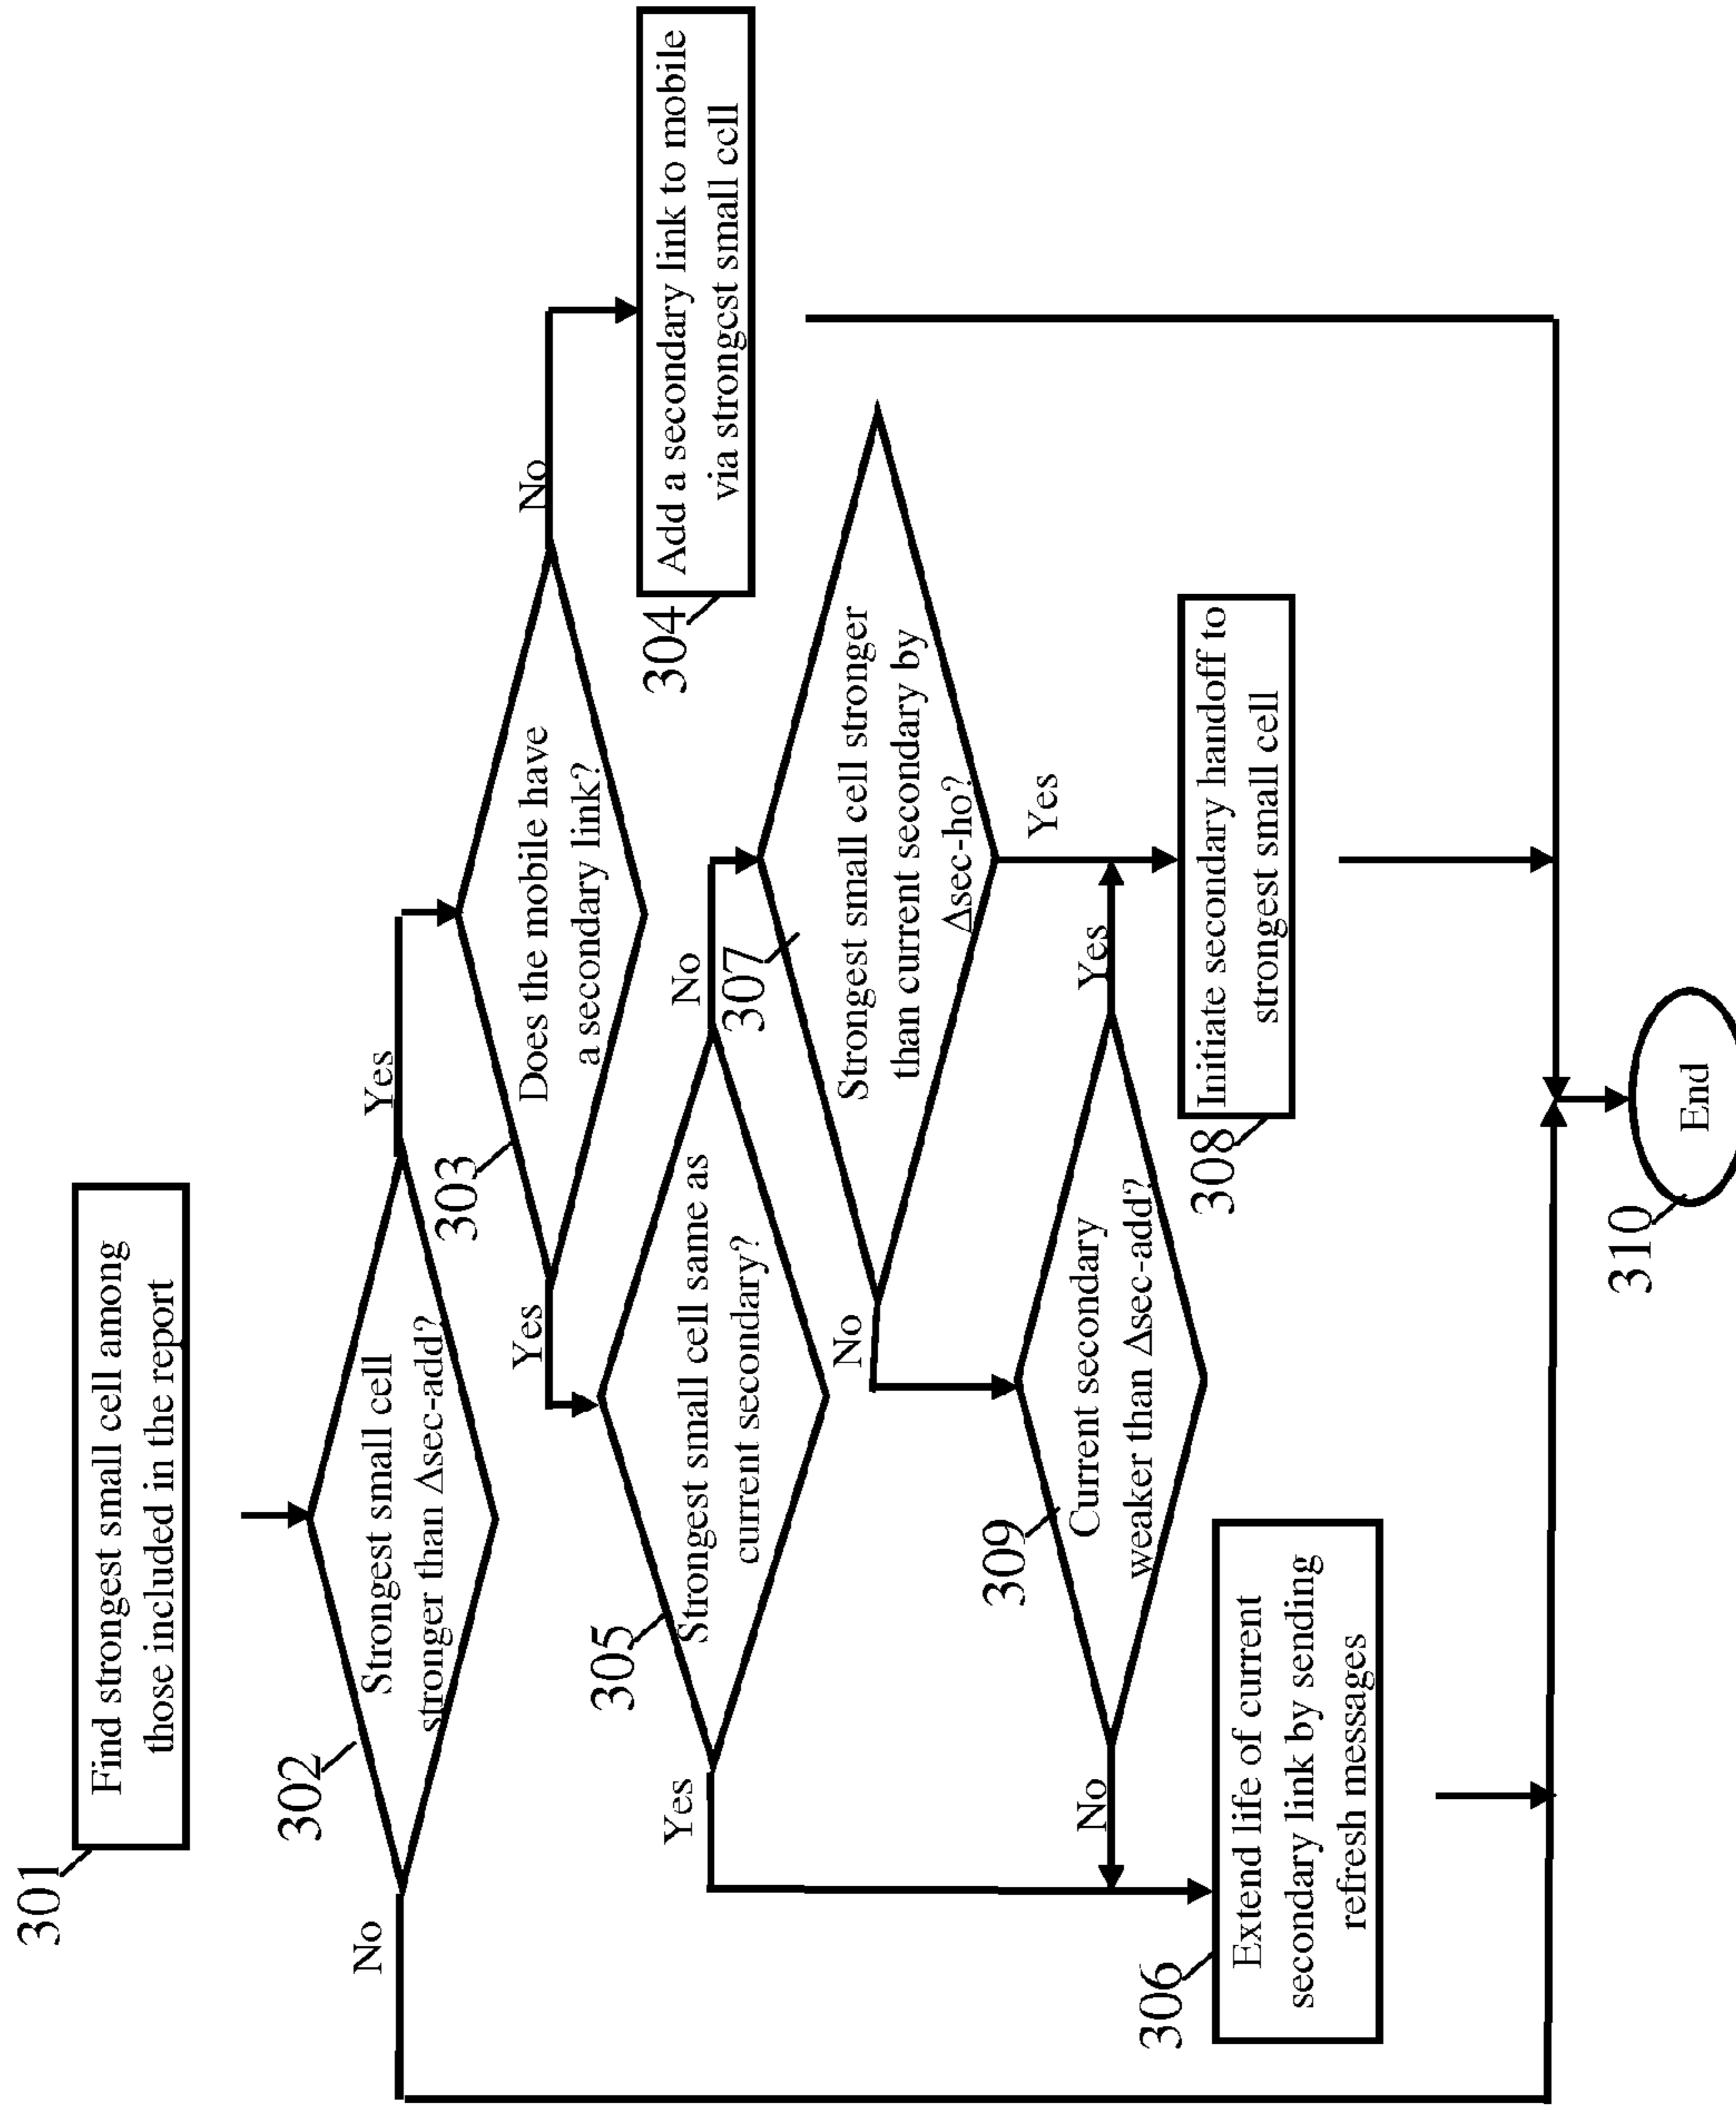 301
Find strongest small cell among
those included in the report
302
Strongest small cell
stronger than Δsec-add?
No
Yes
303
Does the mobile have
a secondary link?
Yes
No
304
Add a secondary link to mobile
via strongest small cell
305
Strongest small cell same as
current secondary?
Yes
No
307
Strongest small cell stronger
than current secondary by
Δsec-ho?
No
Yes
309
Current secondary
weaker than Δsec-add?
No
Yes
306
Extend life of current
secondary link by sending
refresh messages
308
Initiate secondary handoff to
strongest small cell
310
End